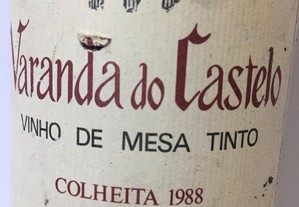 Varanda do Castelo
VINHO DE MESA TINTO
COLHEITA 1988